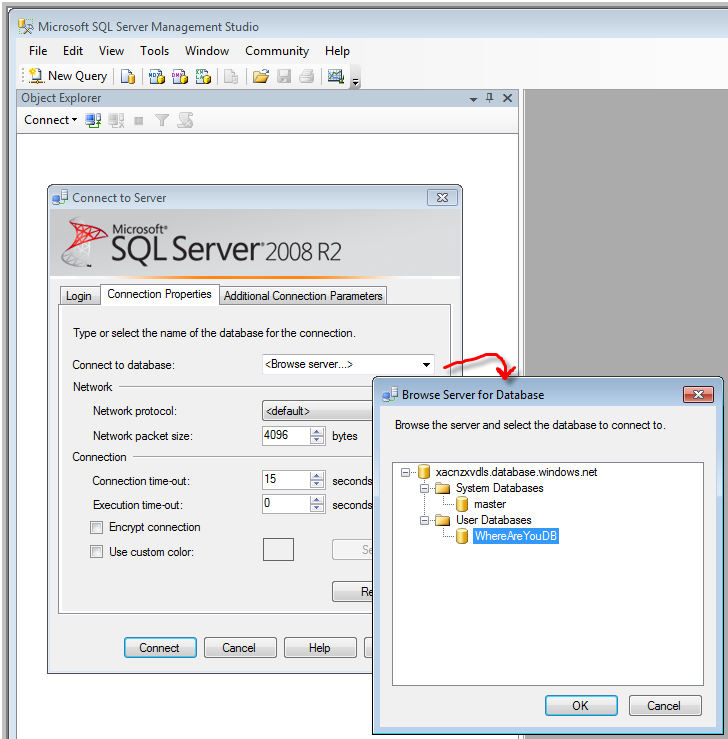 Microsoft SQL Server Management Studio
File Edit View Tools Window Community Help
New Query
Object Explorer
Connect
Connect to Server
Microsoft®
SQL Server® 2008 R2
Login Connection Properties Additional Connection Parameters
Type or select the name of the database for the connection.
Connect to database: <Browse server...>
Network
Network protocol: <default>
Network packet size: 4096 bytes
Connection
Connection time-out: 15 seconds
Execution time-out: 0 seconds
Encrypt connection
Use custom color: Se
Re
Connect Cancel Help
Browse Server for Database
Browse the server and select the database to connect to.
xacnzxvdls.database.windows.net
System Databases
master
User Databases
WhereAreYouDB
OK Cancel